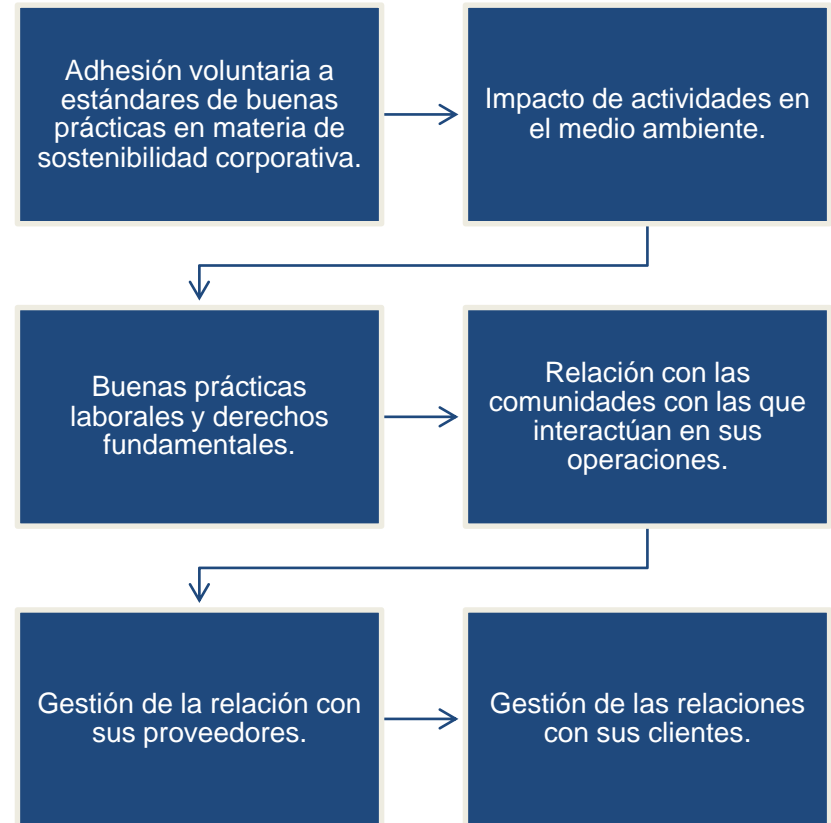 Adhesión voluntaria a
estándares de buenas
prácticas en materia de
sostenibilidad corporativa.
Impacto de actividades en
el medio ambiente.
Buenas prácticas
laborales y derechos
fundamentales.
Relación con las
comunidades con las que
interactúan en sus
operaciones.
Gestión de la relación con
sus proveedores.
Gestión de las relaciones
con sus clientes.